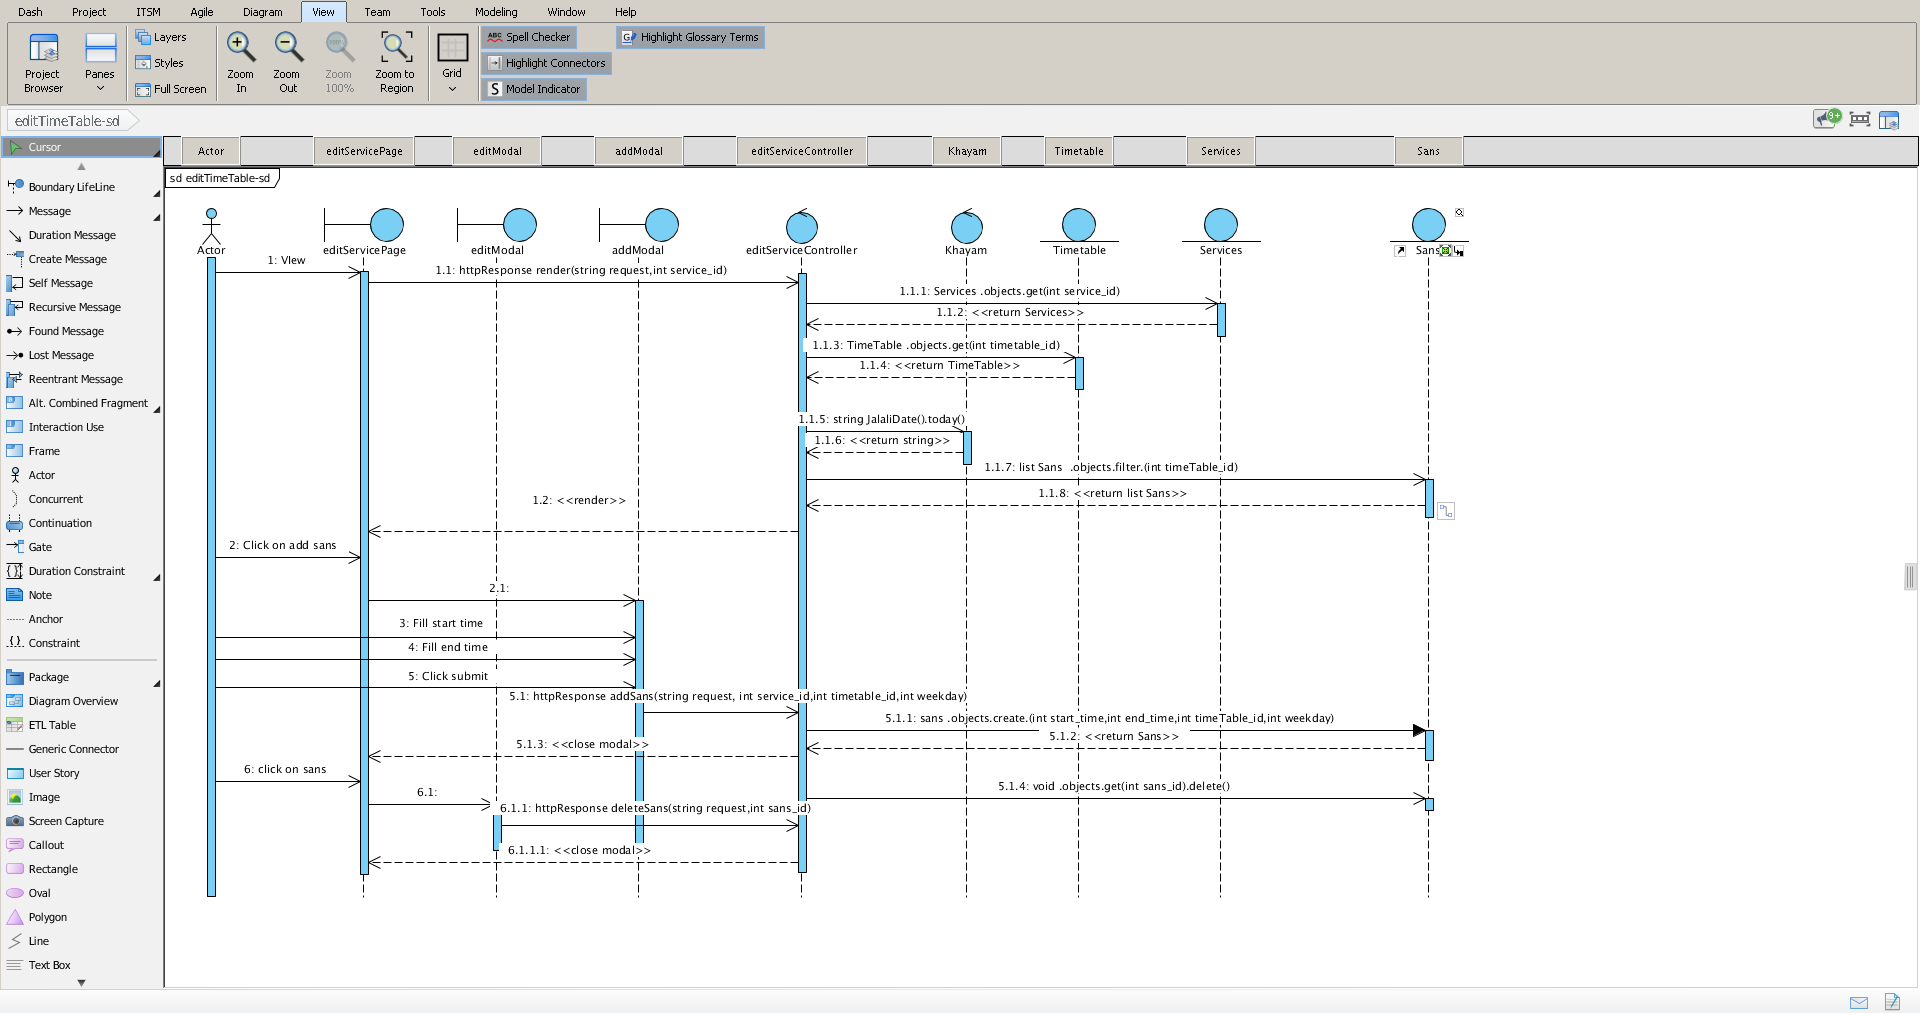 Dash Project ITSM Agile Diagram View Team Tools Modeling Window Help
Project Browser
Panes
Layers
Styles
Full Screen
Zoom In
Zoom Out
Zoom 100%
Zoom to Region
Grid
ABC Spell Checker
Highlight Connectors
S Model Indicator
G Highlight Glossary Terms
editTimeTable-sd
9+
Cursor
Boundary LifeLine
Message
Duration Message
Create Message
Self Message
Recursive Message
Found Message
Lost Message
Reentrant Message
Alt. Combined Fragment
Interaction Use
Frame
Actor
Concurrent
Continuation
Gate
Duration Constraint
Note
Anchor
Constraint
Package
Diagram Overview
ETL Table
Generic Connector
User Story
Image
Screen Capture
Callout
Rectangle
Oval
Polygon
Line
Text Box
Actor editServicePage editModal addModal editServiceController Khayam Timetable Services Sans
sd editTimeTable-sd
Actor editServicePage editModal addModal editServiceController Khayam Timetable Services Sans
1: VIew
1.1: httpResponse render(string request,int service_id)
1.1.1: Services .objects.get(int service_id)
1.1.2: <<return Services>>
1.1.3: TimeTable .objects.get(int timetable_id)
1.1.4: <<return TimeTable>>
1.1.5: string JalaliDate().today()
1.1.6: <<return string>>
1.1.7: list Sans .objects.filter.(int timeTable_id)
1.1.8: <<return list Sans>>
1.2: <<render>>
2: Click on add sans
2.1:
3: Fill start time
4: Fill end time
5: Click submit
5.1: httpResponse addSans(string request, int service_id,int timetable_id,int weekday)
5.1.1: sans .objects.create.(int start_time,int end_time,int timeTable_id,int weekday)
5.1.2: <<return Sans>>
5.1.3: <<close modal>>
6: click on sans
5.1.4: void .objects.get(int sans_id).delete()
6.1:
6.1.1: httpResponse deleteSans(string request,int sans_id)
6.1.1.1: <<close modal>>